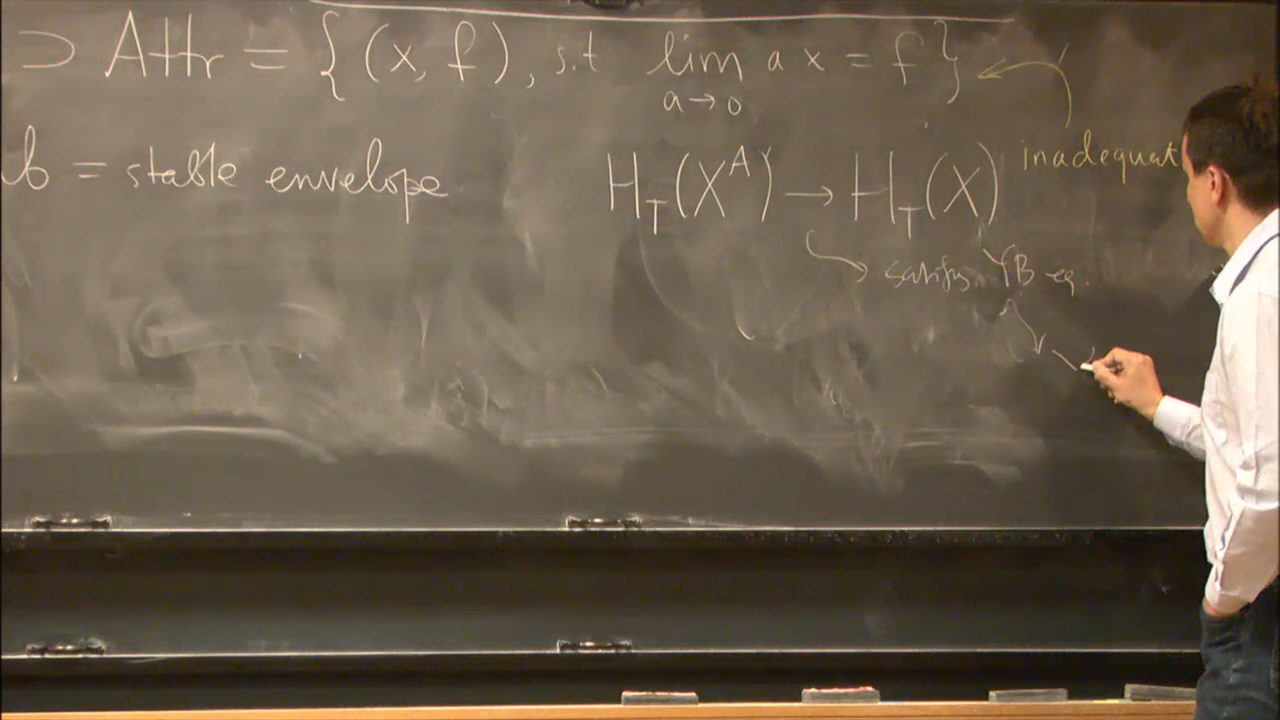 ⊃ Attr = {(x, f), s.t lim a x = f}
a → 0
= stable envelope H_T(X^A) → H_T(X) inadequat
satisfy YB eq.